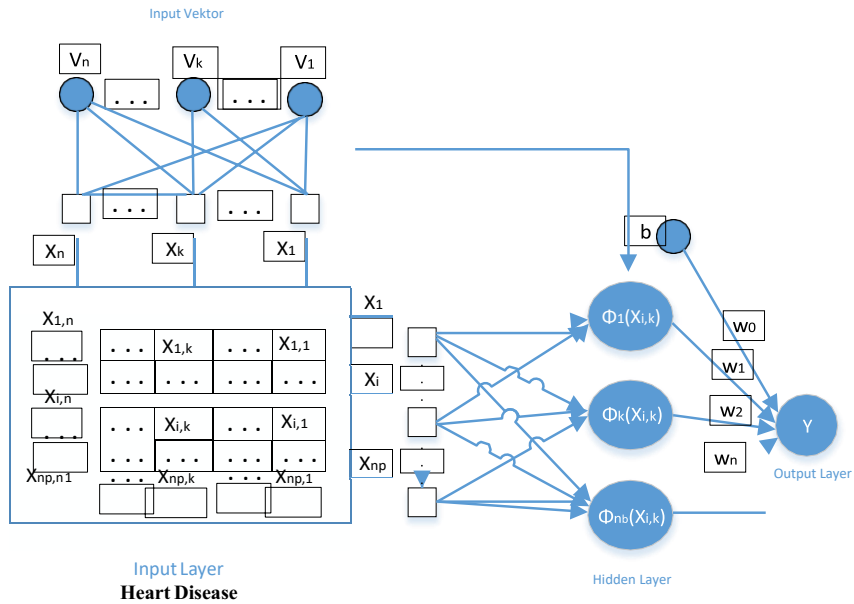 Input Vektor
Vn Vk V1
... ...
... ...
Xn Xk X1
X1,n ... X1,k ... X1,1 X1
... ... ... ... ...
Xi,n Xi
... ... Xi,k ... Xi,1
... ... ... ...
Xnp,n1 ... Xnp,k ... Xnp,1 Xnp
... ... ... ...
b
Φ1(Xi,k)
Φk(Xi,k)
Φnb(Xi,k)
w0
w1
w2
wn
Y
Output Layer
Input Layer
Hidden Layer
Heart Disease